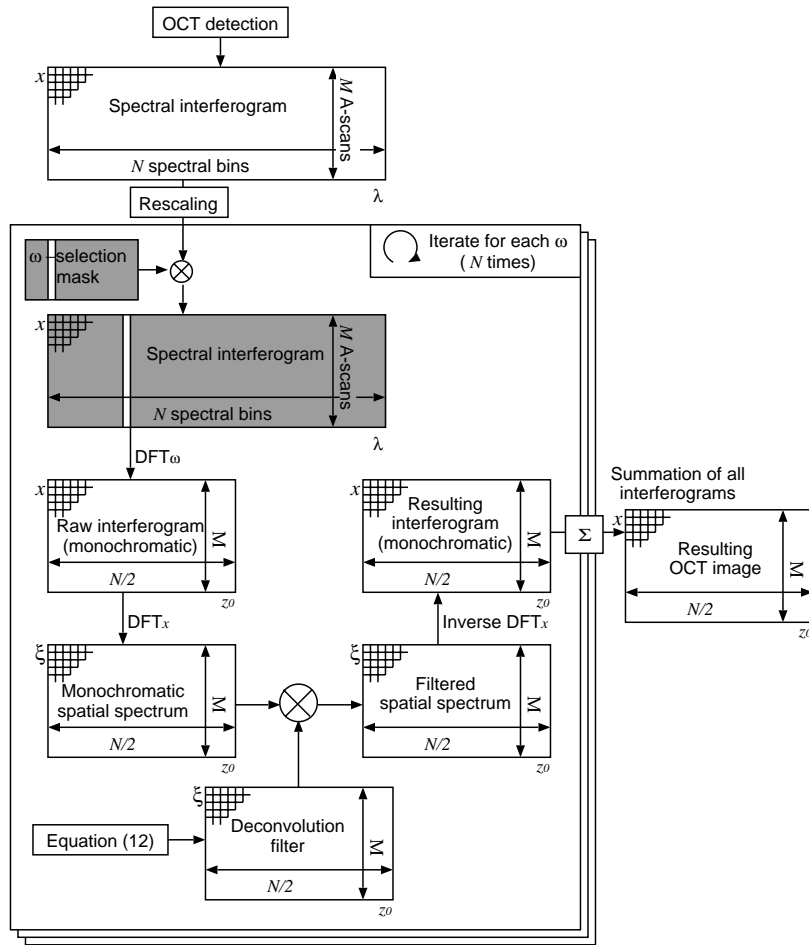 OCT detection
x
Spectral interferogram
M A-scans
N spectral bins
λ
Rescaling
Iterate for each ω
( N times)
ω -selection
mask
x
Spectral interferogram
M A-scans
N spectral bins
λ
DFTω
x
Raw interferogram
(monochromatic)
M
N/2
z0
x
Resulting
interferogram
(monochromatic)
M
N/2
z0
Σ
Summation of all
interferograms
x
Resulting
OCT image
M
N/2
z0
DFTx
Inverse DFTx
ξ
Monochromatic
spatial spectrum
M
N/2
z0
ξ
Filtered
spatial spectrum
M
N/2
z0
Equation (12)
ξ
Deconvolution
filter
M
N/2
z0